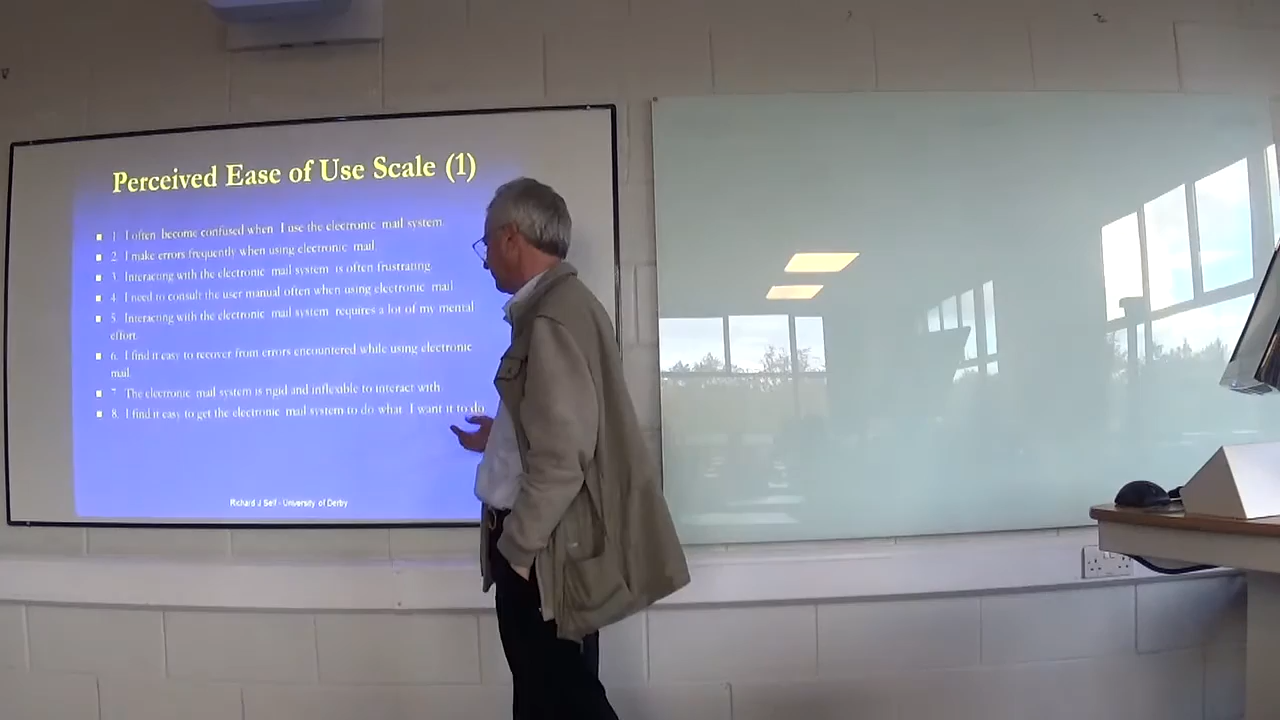 Perceived Ease of Use Scale (1)
1. I often become confused when I use the electronic mail system.
2. I make errors frequently when using electronic mail.
3. Interacting with the electronic mail system is often frustrating.
4. I need to consult the user manual often when using electronic mail.
5. Interacting with the electronic mail system requires a lot of my mental
effort.
6. I find it easy to recover from errors encountered while using electronic
mail.
7. The electronic mail system is rigid and inflexible to interact with.
8. I find it easy to get the electronic mail system to do what I want it to do.
Richard J Self - University of Derby